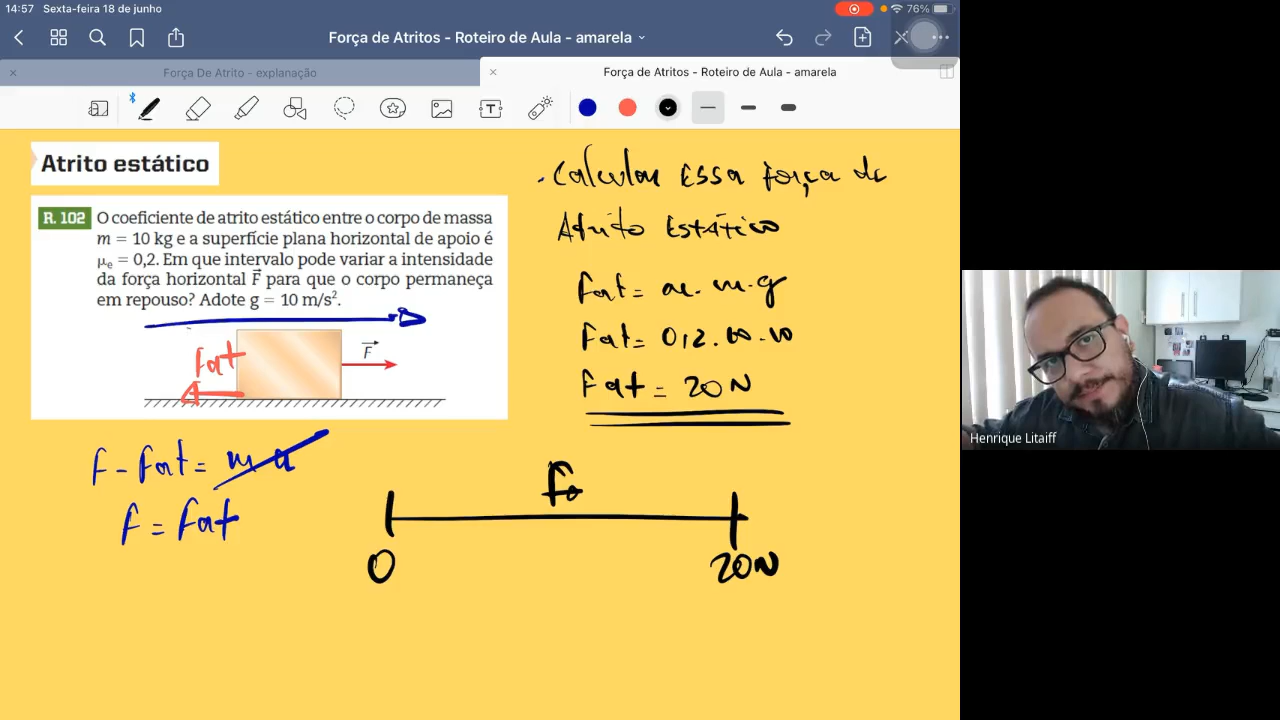 14:57 Sexta-feira 18 de junho
76%
Força de Atritos - Roteiro de Aula - amarela
Força De Atrito - explanação
Força de Atritos - Roteiro de Aula - amarela
Atrito estático
R. 102 O coeficiente de atrito estático entre o corpo de massa
m = 10 kg e a superfície plana horizontal de apoio é
μe = 0,2. Em que intervalo pode variar a intensidade
da força horizontal F⃗ para que o corpo permaneça
em repouso? Adote g = 10 m/s².
Fat
F⃗
F - Fat = m a
F = Fat
. Calcular Essa força de
Atrito Estático
Fat = μ. m. g
Fat = 0,2. 10. 10
Fat = 20 N
0
20N
Henrique Litaiff